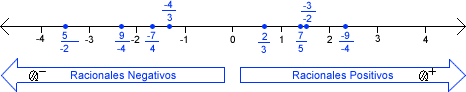 -4/3 -3/-2
-4 -3 -2 -1 0 1 2 3 4
5/-2 9/-4 -7/4 2/3 7/5 -9/-4
ℚ⁻ Racionales Negativos Racionales Positivos ℚ⁺